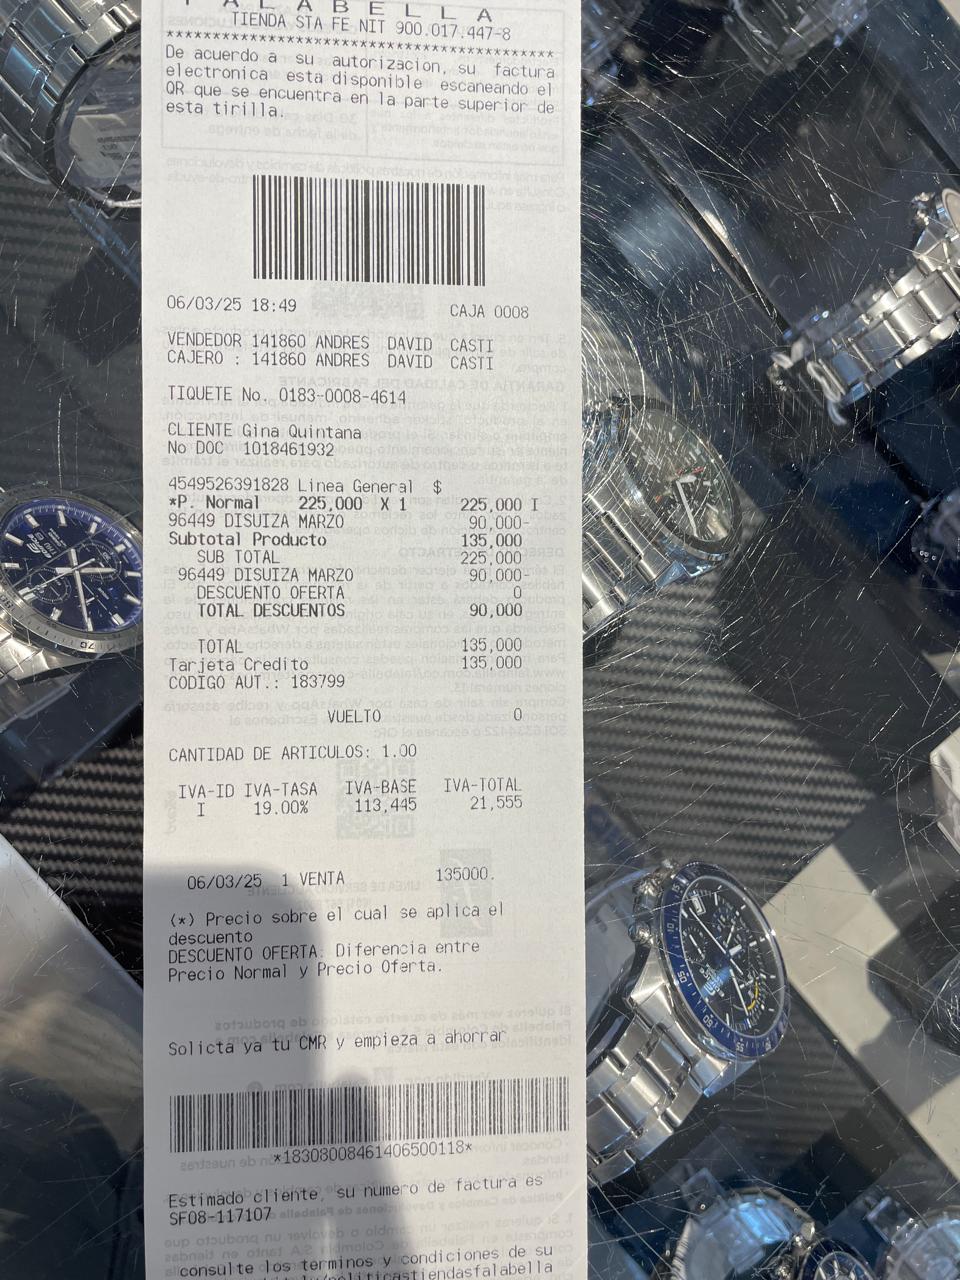 FALABELLA
TIENDA STA FE NIT 900.017.447-8
****************************************
De acuerdo a su autorizacion, su factura
electronica esta disponible escaneando el
QR que se encuentra en la parte superior de
esta tirilla.
06/03/25 18:49 CAJA 0008
VENDEDOR 141860 ANDRES DAVID CASTI
CAJERO : 141860 ANDRES DAVID CASTI
TIQUETE No. 0183-0008-4614
CLIENTE Gina Quintana
No DOC 1018461932
4549526391828 Linea General $
*P. Normal 225,000 X 1 225,000 I
96449 DISUIZA MARZO 90,000-
Subtotal Producto 135,000
SUB TOTAL 225,000
96449 DISUIZA MARZO 90,000-
DESCUENTO OFERTA 0
TOTAL DESCUENTOS 90,000
TOTAL 135,000
Tarjeta Credito 135,000
CODIGO AUT.: 183799
VUELTO 0
CANTIDAD DE ARTICULOS: 1.00
IVA-ID IVA-TASA IVA-BASE IVA-TOTAL
I 19.00% 113,445 21,555
06/03/25 1 VENTA 135000.
(*) Precio sobre el cual se aplica el
descuento
DESCUENTO OFERTA: Diferencia entre
Precio Normal y Precio Oferta.
Solicta ya tu CMR y empieza a ahorrar
*18308008461406500118*
Estimado cliente, su numero de factura es
SF08-117107
consulte los terminos y condiciones de su